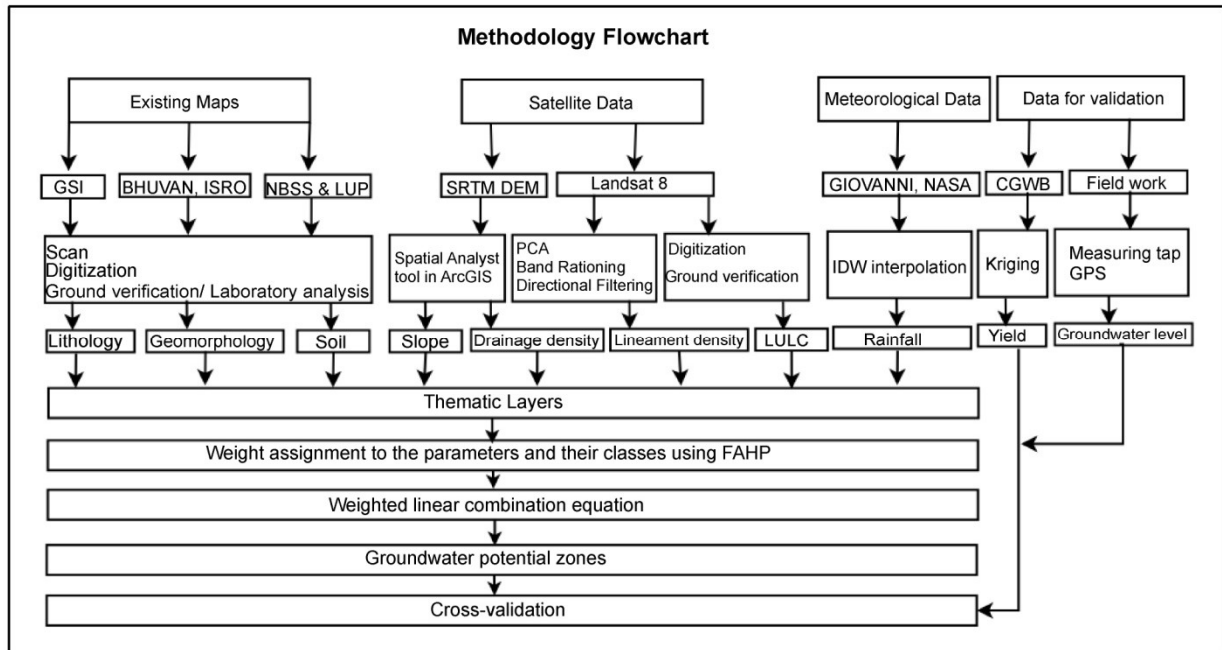 Methodology Flowchart
Existing Maps
Satellite Data
Meteorological Data
Data for validation
GSI
BHUVAN, ISRO
NBSS & LUP
SRTM DEM
Landsat 8
GIOVANNI, NASA
CGWB
Field work
Scan
Digitization
Ground verification/ Laboratory analysis
Spatial Analyst
tool in ArcGIS
PCA
Band Rationing
Directional Filtering
Digitization
Ground verification
IDW interpolation
Kriging
Measuring tap
GPS
Lithology
Geomorphology
Soil
Slope
Drainage density
Lineament density
LULC
Rainfall
Yield
Groundwater level
Thematic Layers
Weight assignment to the parameters and their classes using FAHP
Weighted linear combination equation
Groundwater potential zones
Cross-validation